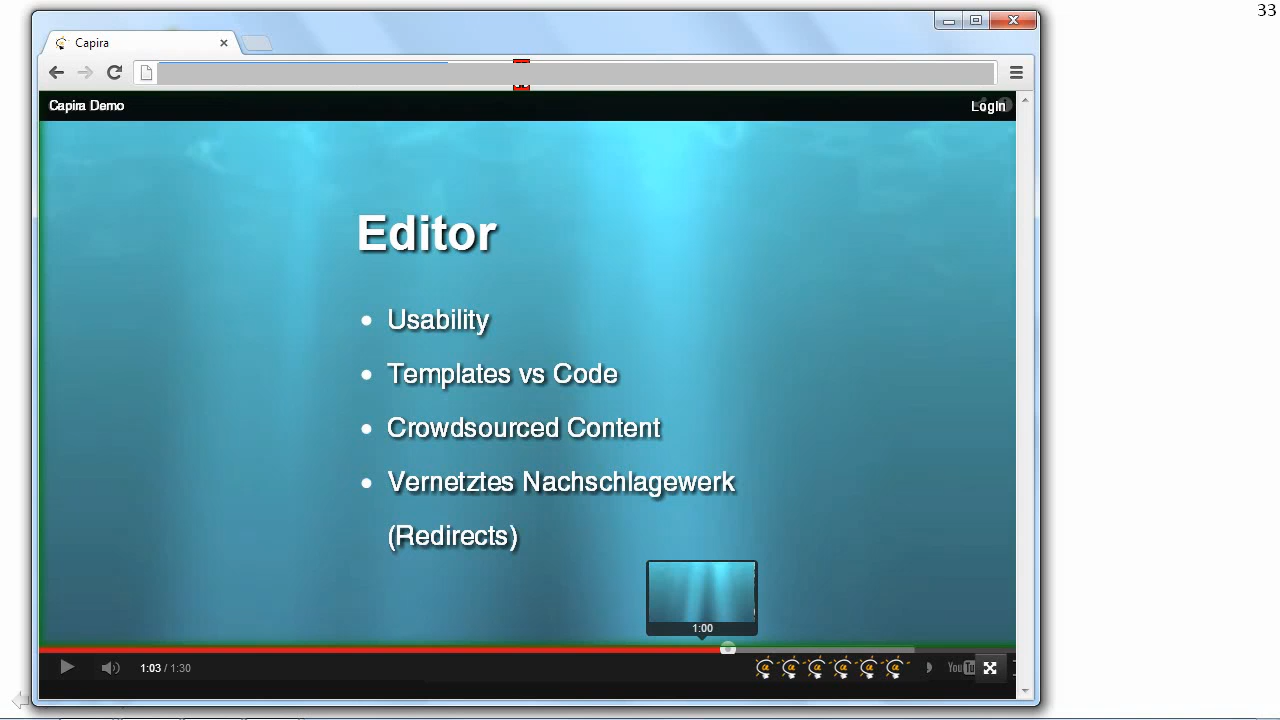 33
Capira
Capira Demo
Login
Editor
Usability
Templates vs Code
Crowdsourced Content
Vernetztes Nachschlagewerk
(Redirects)
1:00
1:03 / 1:30
You